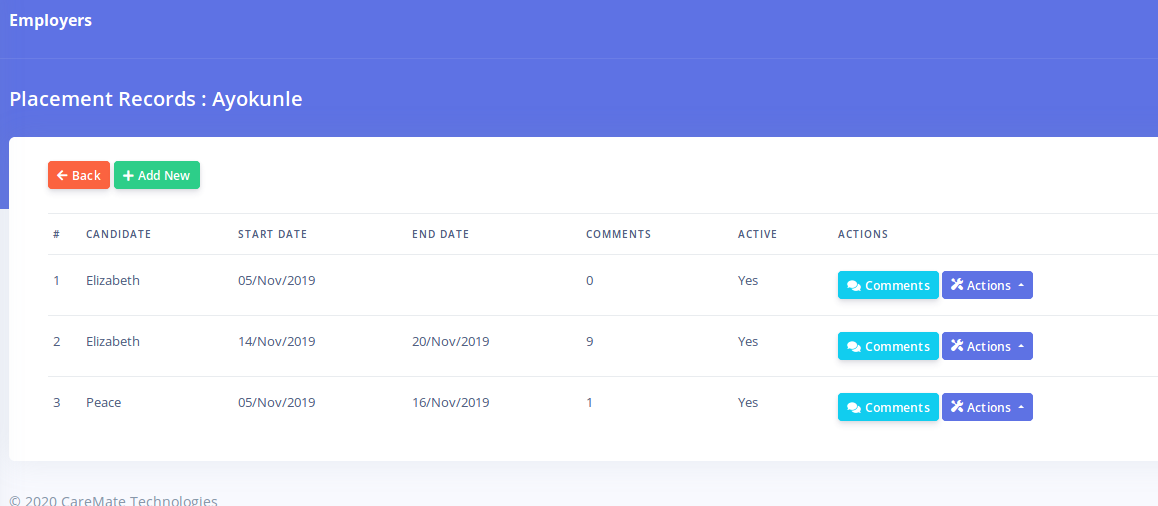 Employers
Placement Records : Ayokunle
Back Add New
# CANDIDATE START DATE END DATE COMMENTS ACTIVE ACTIONS
1 Elizabeth 05/Nov/2019 0 Yes Comments Actions
2 Elizabeth 14/Nov/2019 20/Nov/2019 9 Yes Comments Actions
3 Peace 05/Nov/2019 16/Nov/2019 1 Yes Comments Actions
© 2020 CareMate Technologies